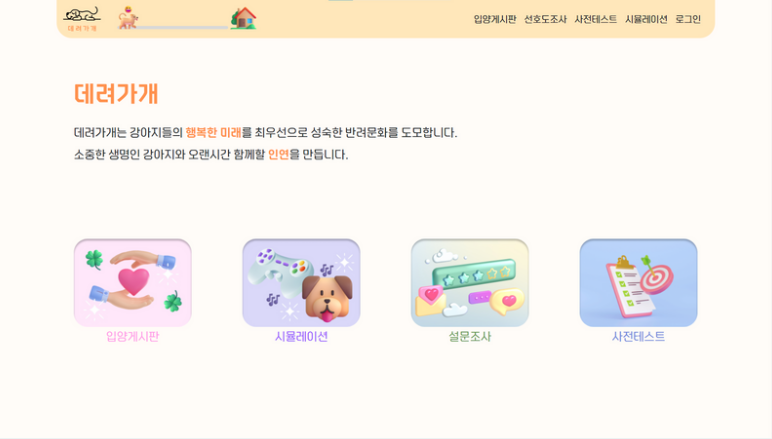 데려가개
입양게시판 선호도조사 사전테스트 시뮬레이션 로그인
데려가개
데려가개는 강아지들의 행복한 미래를 최우선으로 성숙한 반려문화를 도모합니다.
소중한 생명인 강아지와 오랜시간 함께할 인연을 만듭니다.
입양게시판
시뮬레이션
설문조사
사전테스트